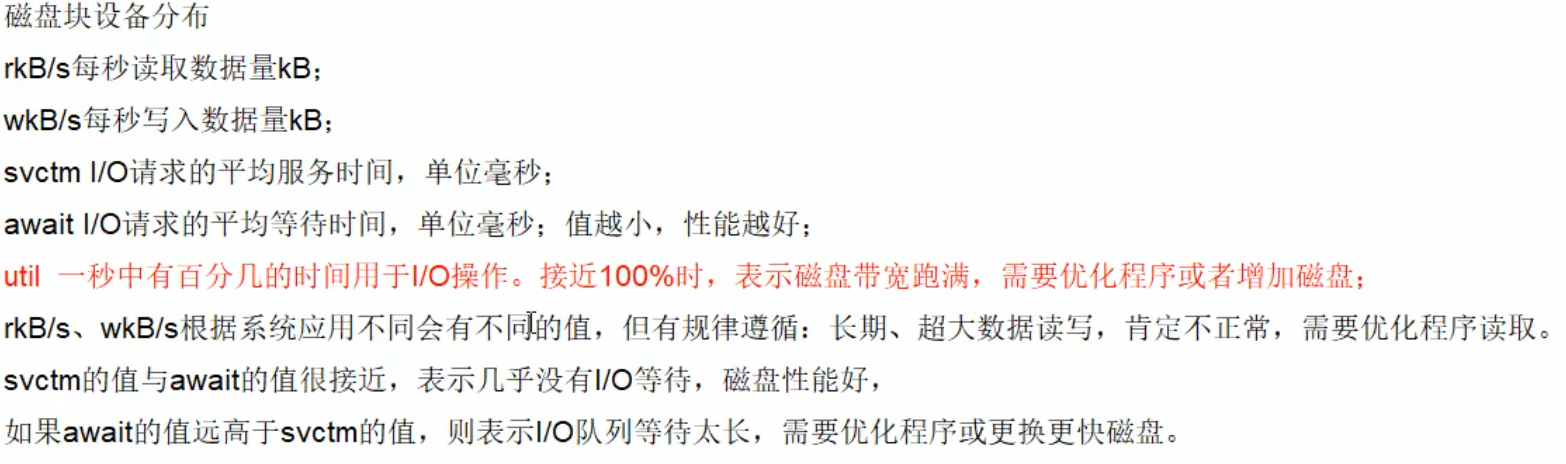 磁盘块设备分布
rkB/s每秒读取数据量kB；
wkB/s每秒写入数据量kB；
svctm I/O请求的平均服务时间，单位毫秒；
await I/O请求的平均等待时间，单位毫秒；值越小，性能越好；
util 一秒中有百分几的时间用于I/O操作。接近100%时，表示磁盘带宽跑满，需要优化程序或者增加磁盘；
rkB/s、wkB/s根据系统应用不同会有不同的值，但有规律遵循：长期、超大数据读写，肯定不正常，需要优化程序读取。
svctm的值与await的值很接近，表示几乎没有I/O等待，磁盘性能好，
如果await的值远高于svctm的值，则表示I/O队列等待太长，需要优化程序或更换更快磁盘。